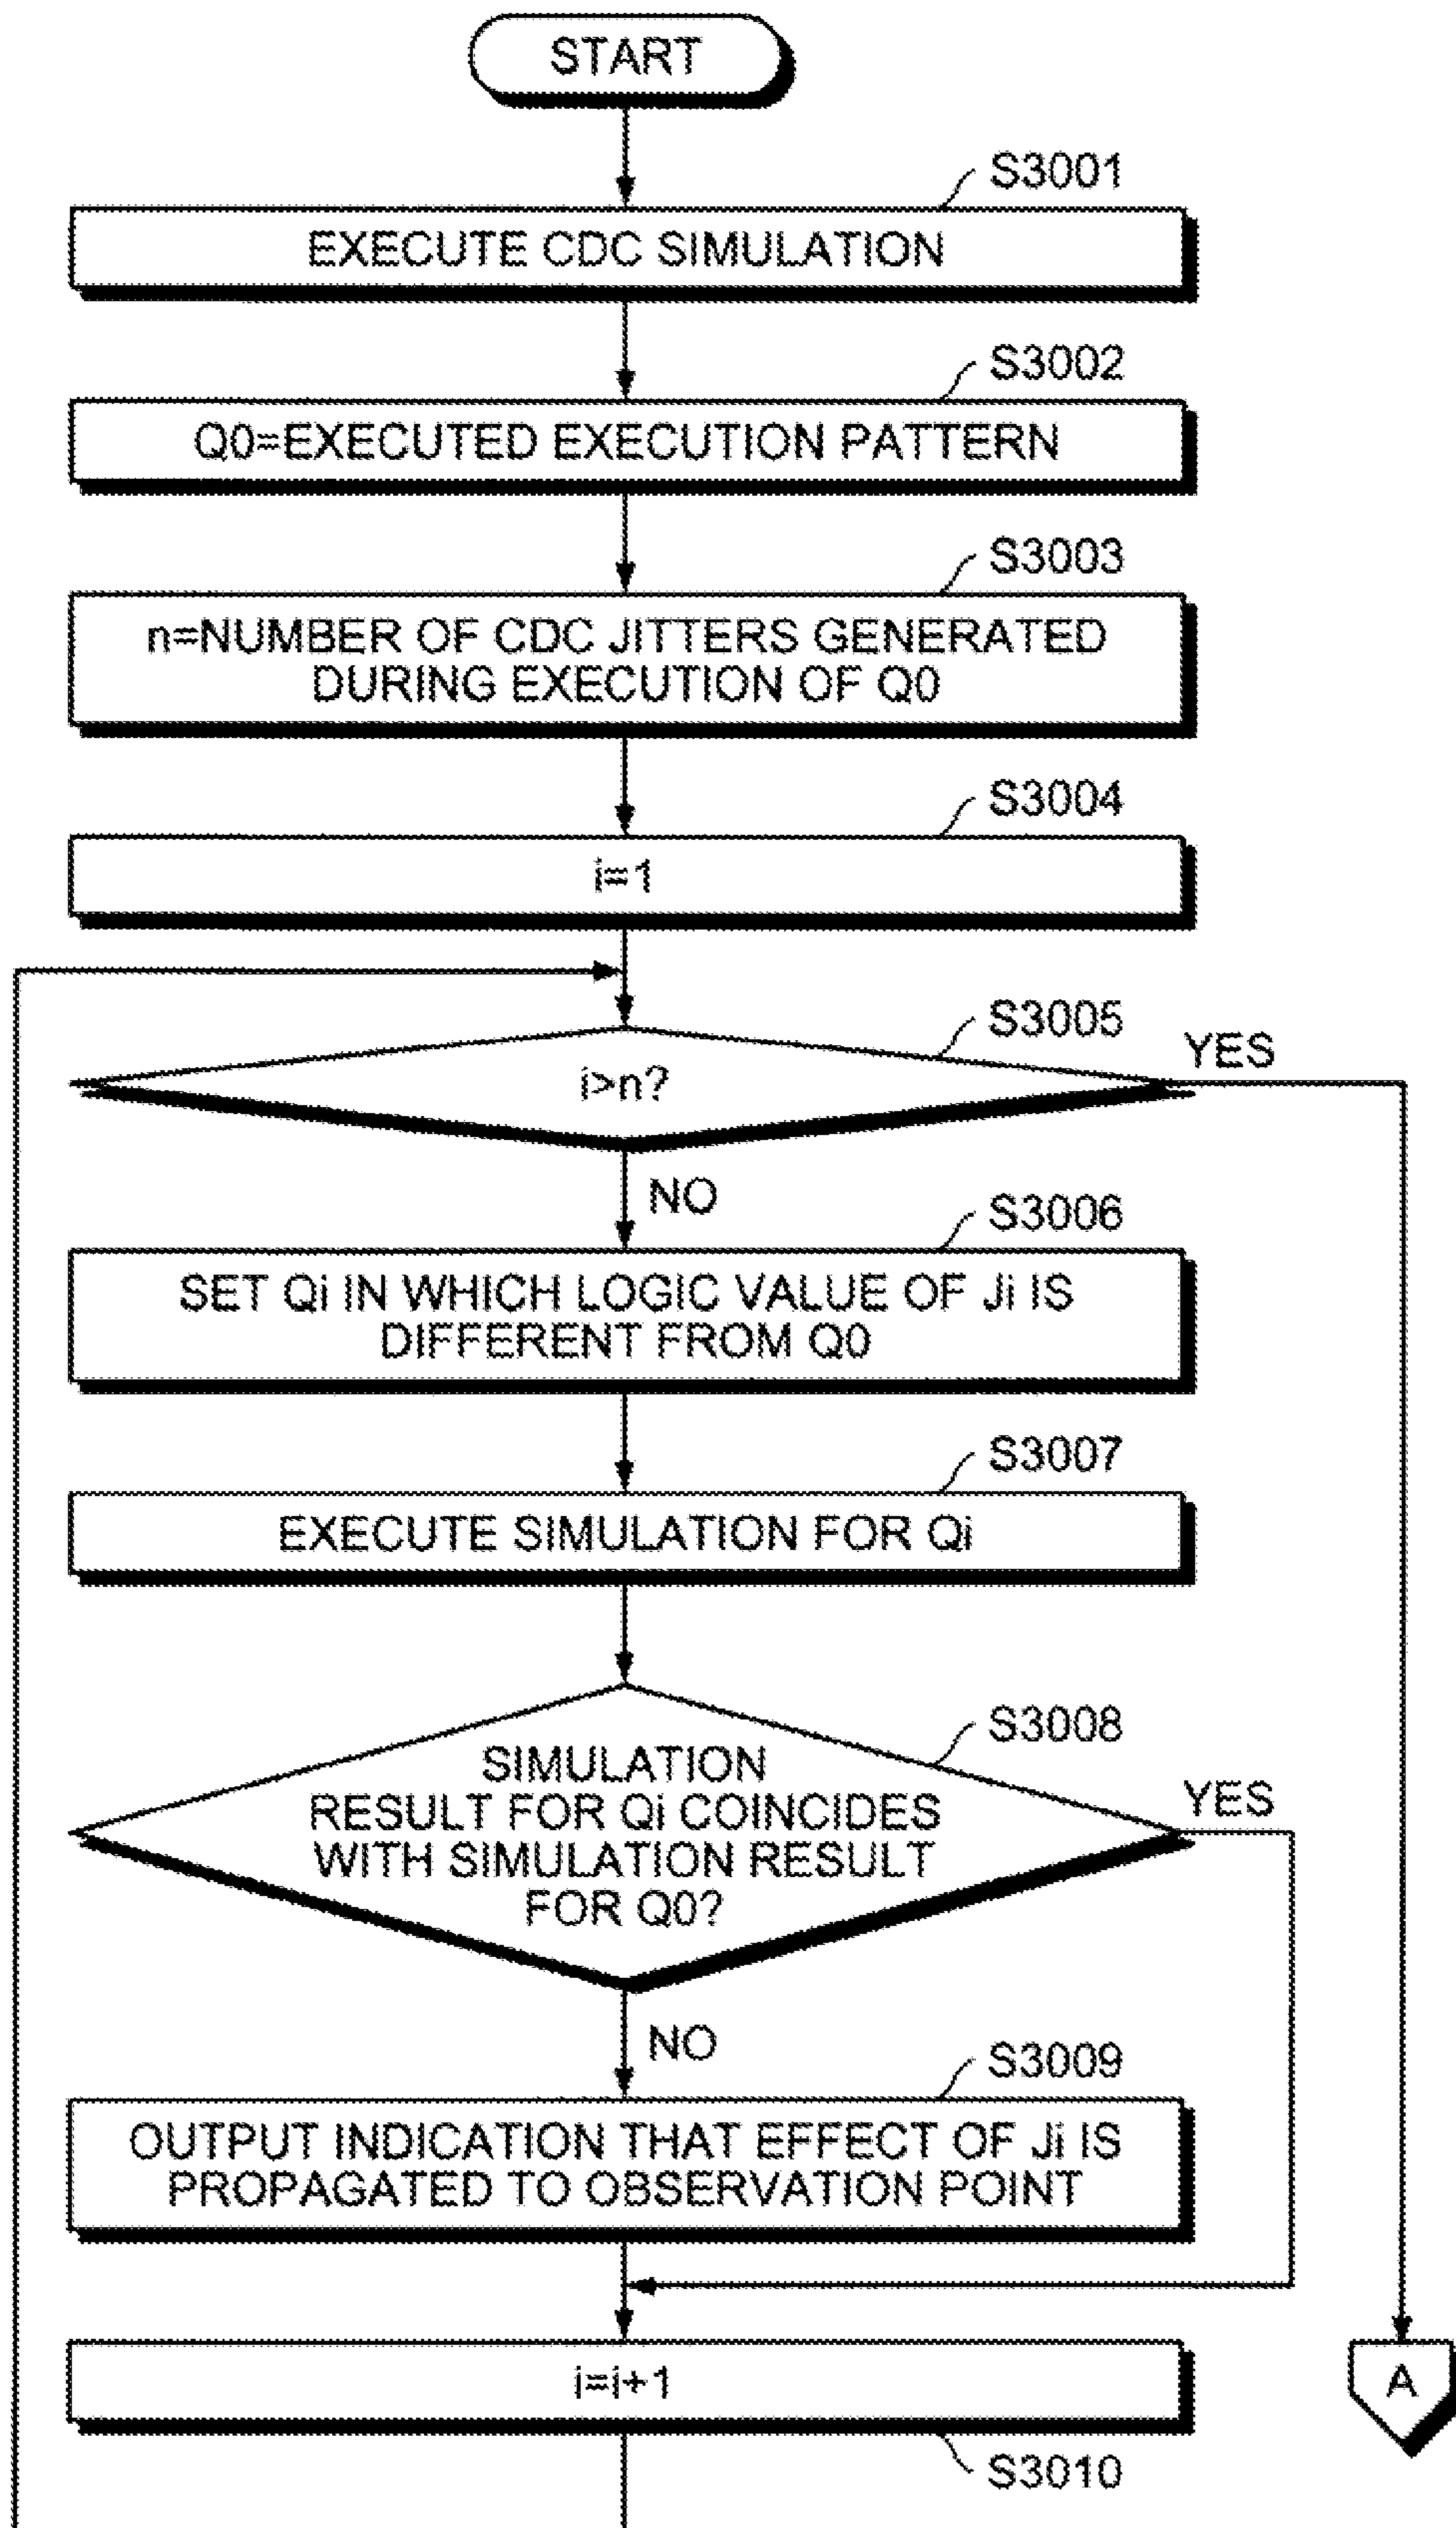 START
S3001
EXECUTE CDC SIMULATION
S3002
Q0=EXECUTED EXECUTION PATTERN
S3003
n=NUMBER OF CDC JITTERS GENERATED
DURING EXECUTION OF Q0
S3004
i=1
S3005
YES
i>n?
NO
S3006
SET Qi IN WHICH LOGIC VALUE OF Ji IS
DIFFERENT FROM Q0
S3007
EXECUTE SIMULATION FOR Qi
S3008
SIMULATION
YES
RESULT FOR Qi COINCIDES
WITH SIMULATION RESULT
FOR Q0?
NO
S3009
OUTPUT INDICATION THAT EFFECT OF Ji IS
PROPAGATED TO OBSERVATION POINT
i=i+1
A
S3010